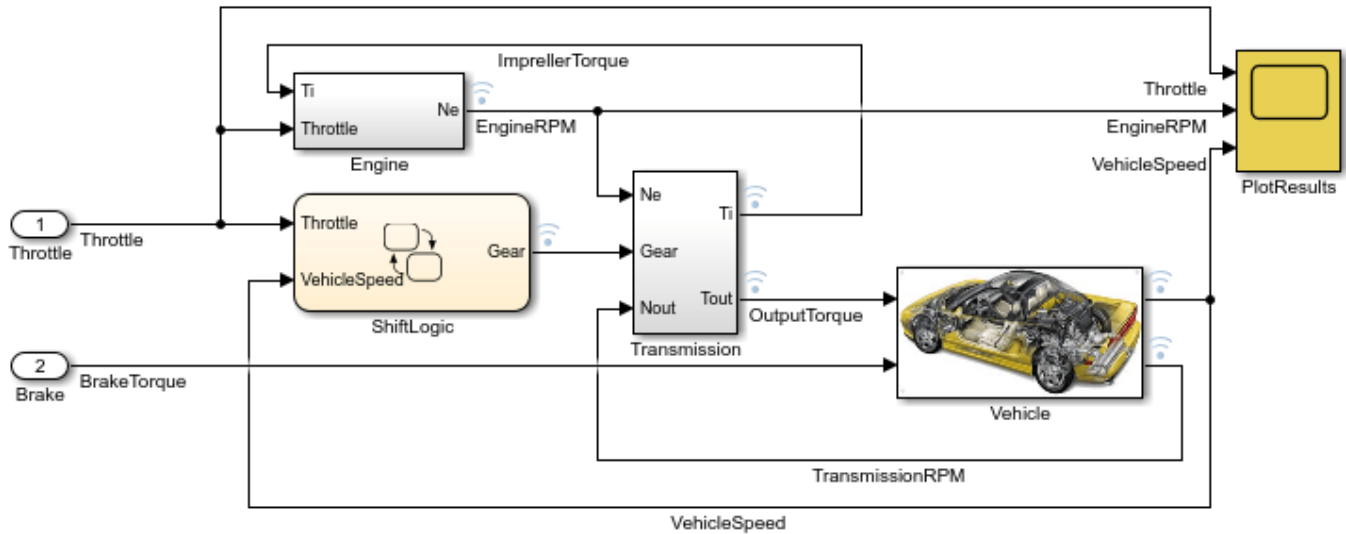 ImprellerTorque
Ti
Throttle
Ne
EngineRPM
Engine
Throttle
EngineRPM
VehicleSpeed
PlotResults
1
Throttle
Throttle
Throttle
VehicleSpeed
Gear
ShiftLogic
Ne
Gear
Nout
Ti
Tout
Transmission
OutputTorque
2
Brake
BrakeTorque
Vehicle
TransmissionRPM
VehicleSpeed